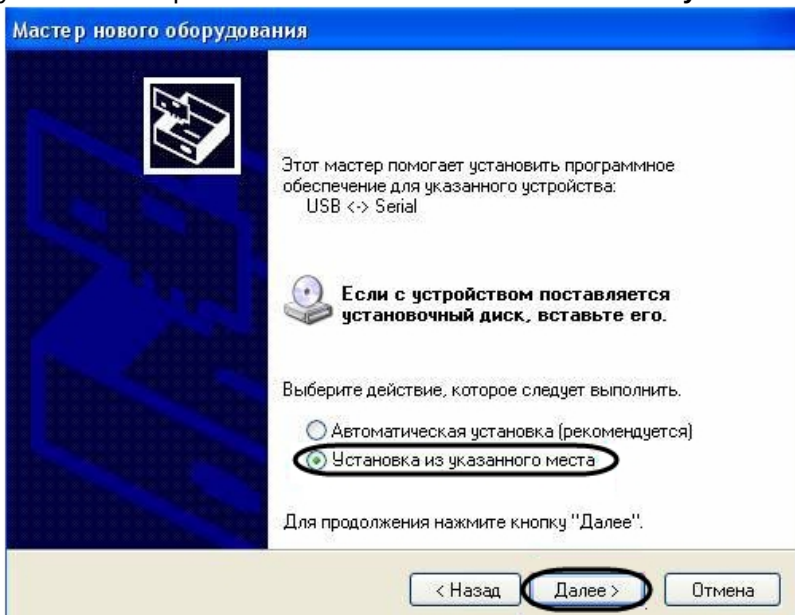 Мастер нового оборудования
Этот мастер помогает установить программное
обеспечение для указанного устройства:
USB <-> Serial
Если с устройством поставляется
установочный диск, вставьте его.
Выберите действие, которое следует выполнить.
Автоматическая установка (рекомендуется)
Установка из указанного места
Для продолжения нажмите кнопку "Далее".
< Назад
Далее >
Отмена